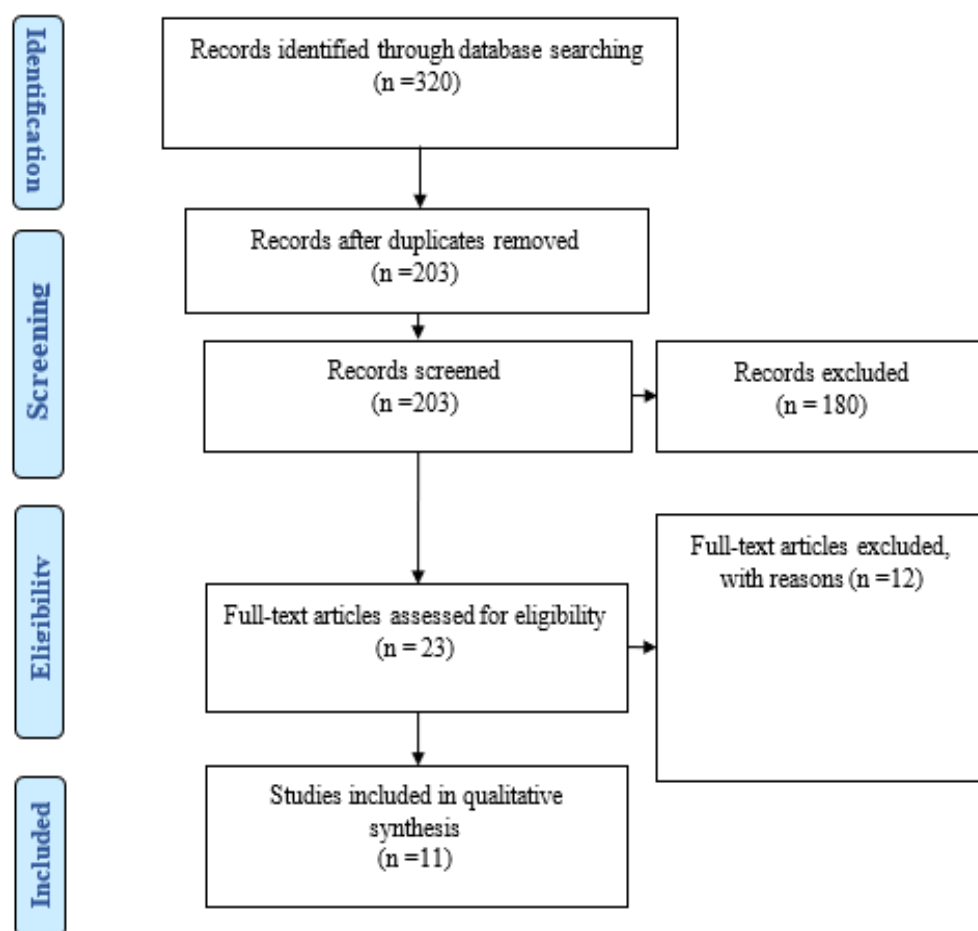 Identification
Records identified through database searching
(n =320)
Records after duplicates removed
(n =203)
Screening
Records screened
(n =203)
Records excluded
(n = 180)
Eligibility
Full-text articles assessed for eligibility
(n = 23)
Full-text articles excluded,
with reasons (n =12)
Included
Studies included in qualitative
synthesis
(n =11)